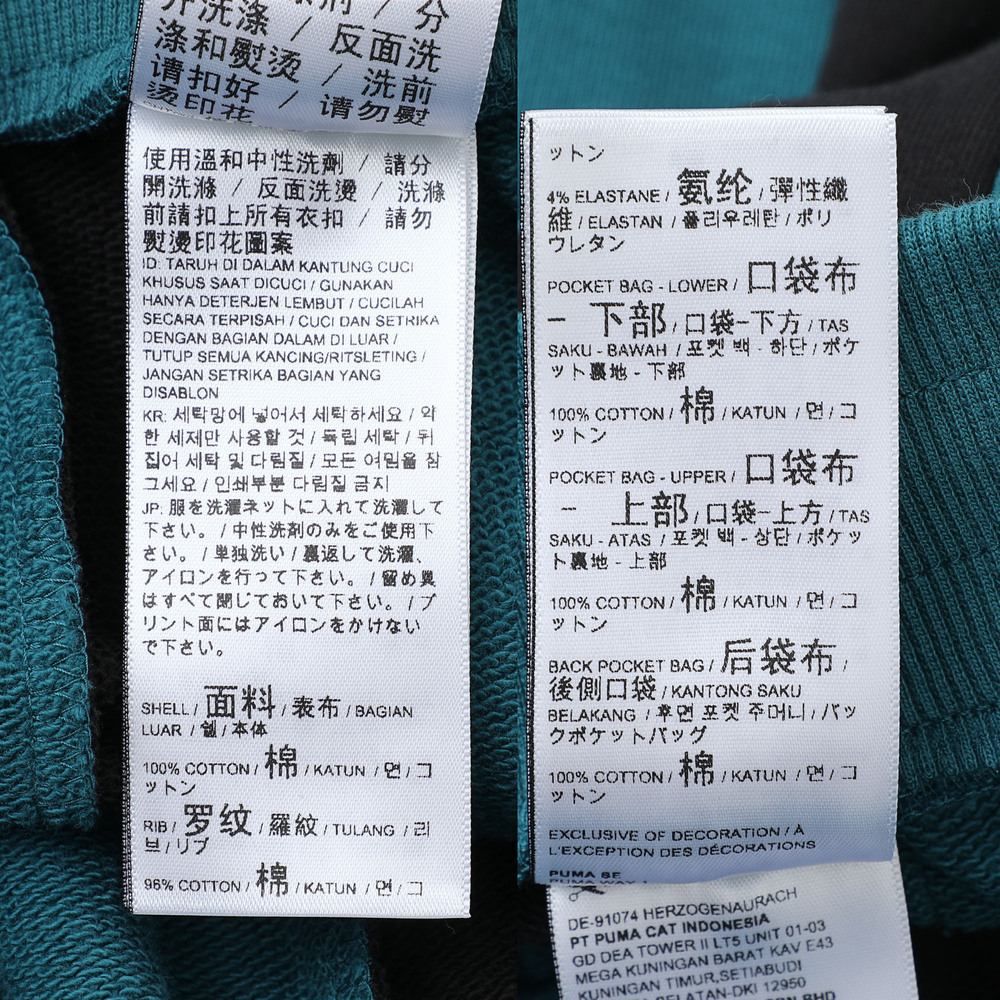 开洗涤 / 分
涤和熨烫 / 反面洗
请扣好 / 洗前
烫印花 / 请勿熨
使用溫和中性洗劑 / 請分
開洗滌 / 反面洗燙 / 洗滌
前請扣上所有衣扣 / 請勿
熨燙印花圖案
ID: TARUH DI DALAM KANTUNG CUCI
KHUSUS SAAT DICUCI / GUNAKAN
HANYA DETERJEN LEMBUT / CUCILAH
SECARA TERPISAH / CUCI DAN SETRIKA
DENGAN BAGIAN DALAM DI LUAR /
TUTUP SEMUA KANCING/RITSLETING /
JANGAN SETRIKA BAGIAN YANG
DISABLON
KR: 세탁망에 넣어서 세탁하세요 / 약
한 세제만 사용할 것 / 독립 세탁 / 뒤
집어 세탁 및 다림질 / 모든 여밈을 잠
그세요 / 인쇄부분 다림질 금지
JP: 服を洗濯ネットに入れて洗濯して
下さい。 / 中性洗剤のみをご使用下
さい。 / 単独洗い / 裏返して洗濯、
アイロンを行って下さい。 / 留め異
はすべて閉じておいて下さい。 / プ
リント面にはアイロンをかけない
で下さい。
SHELL / 面料 / 表布 / BAGIAN
LUAR / 쉘 / 本体
100% COTTON / 棉 / KATUN / 면 / コ
ットン
RIB / 罗纹 / 羅紋 / TULANG / 리
브 / リブ
96% COTTON / 棉 / KATUN / 면 / コ
ットン
4% ELASTANE / 氨纶 / 彈性纖
維 / ELASTAN / 폴리우레탄 / ポリ
ウレタン
POCKET BAG - LOWER / 口袋布
– 下部 / 口袋–下方 / TAS
SAKU - BAWAH / 포켓 백 - 하단 / ポケ
ット裏地 - 下部
100% COTTON / 棉 / KATUN / 면 / コ
ットン
POCKET BAG - UPPER / 口袋布
– 上部 / 口袋–上方 / TAS
SAKU - ATAS / 포켓 백 - 상단 / ポケッ
ト裏地 - 上部
100% COTTON / 棉 / KATUN / 면 / コ
ットン
BACK POCKET BAG / 后袋布 /
後側口袋 / KANTONG SAKU
BELAKANG / 후면 포켓 주머니 / バッ
クポケットバッグ
100% COTTON / 棉 / KATUN / 면 / コ
ットン
EXCLUSIVE OF DECORATION / À
L'EXCEPTION DES DÉCORATIONS
PUMA SE
PUMA WAY 1
DE-91074 HERZOGENAURACH
PT PUMA CAT INDONESIA
GD DEA TOWER II LT5 UNIT 01-03
MEGA KUNINGAN BARAT KAV E43
KUNINGAN TIMUR,SETIABUDI
SELATAN-DKI 12950
BHD